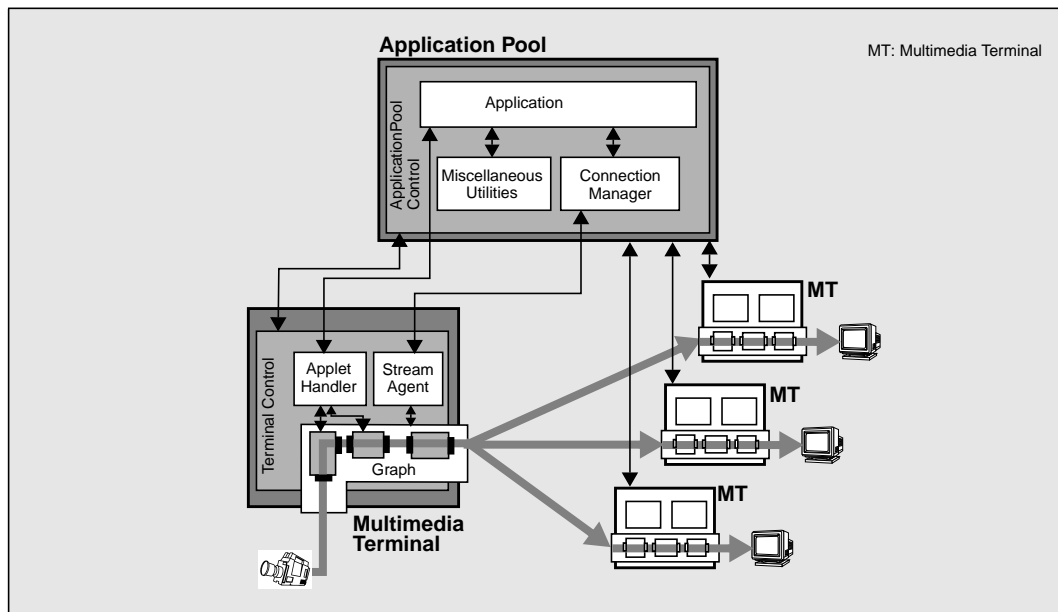 Application Pool
MT: Multimedia Terminal
ApplicationPool
Control
Application
Miscellaneous
Utilities
Connection
Manager
MT
Terminal Control
Applet
Handler
Stream
Agent
MT
Graph
MT
Multimedia
Terminal